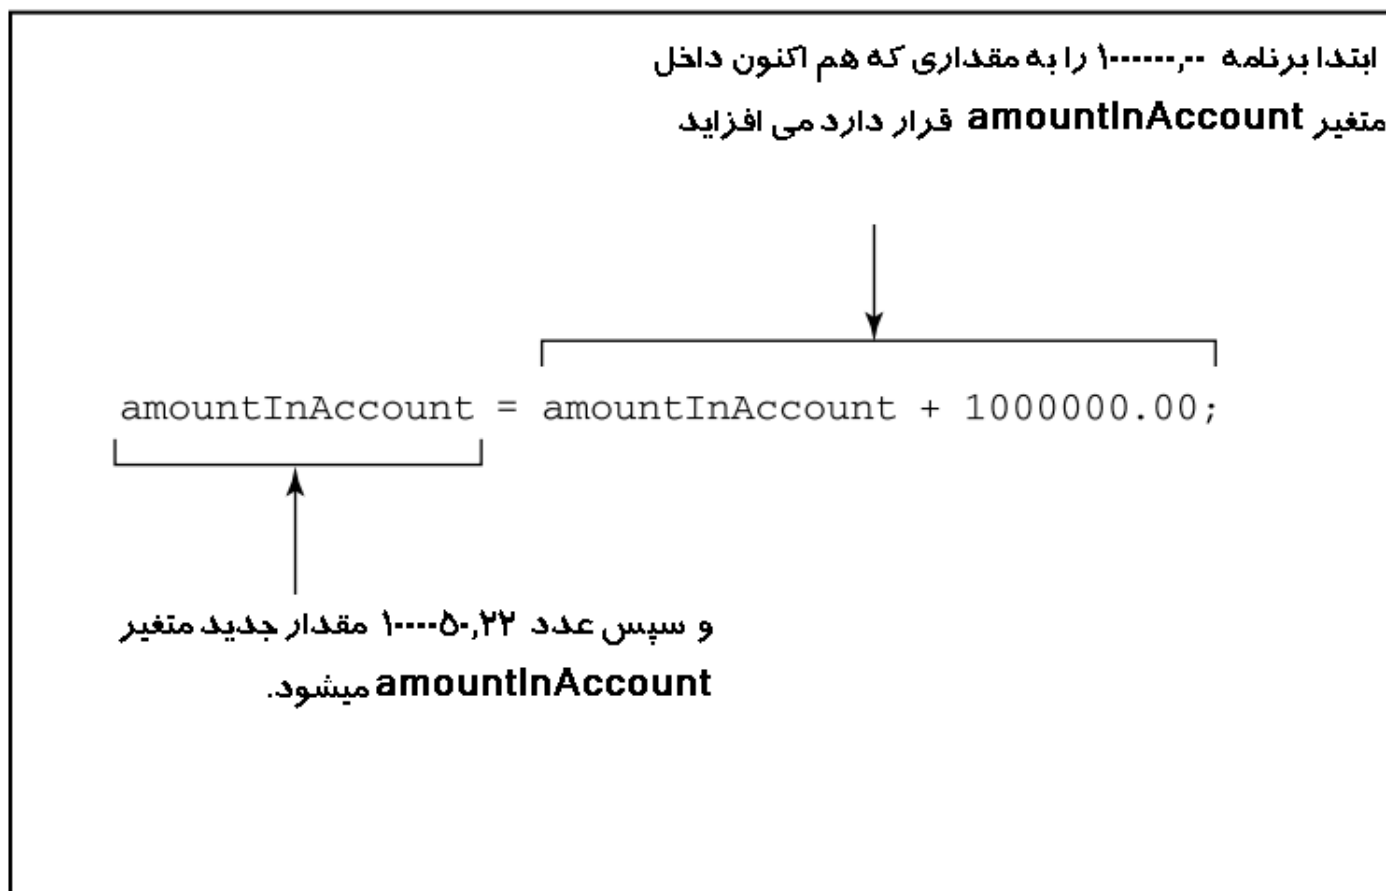 ابتدا برنامه ۱۰۰۰۰۰۰,۰۰ را به مقداری که هم اکنون داخل
متغیر amountInAccount قرار دارد می افزاید
amountInAccount = amountInAccount + 1000000.00;
و سپس عدد ۱۰۰۰۰۵۰,۲۲ مقدار جدید متغیر
amountInAccount میشود.